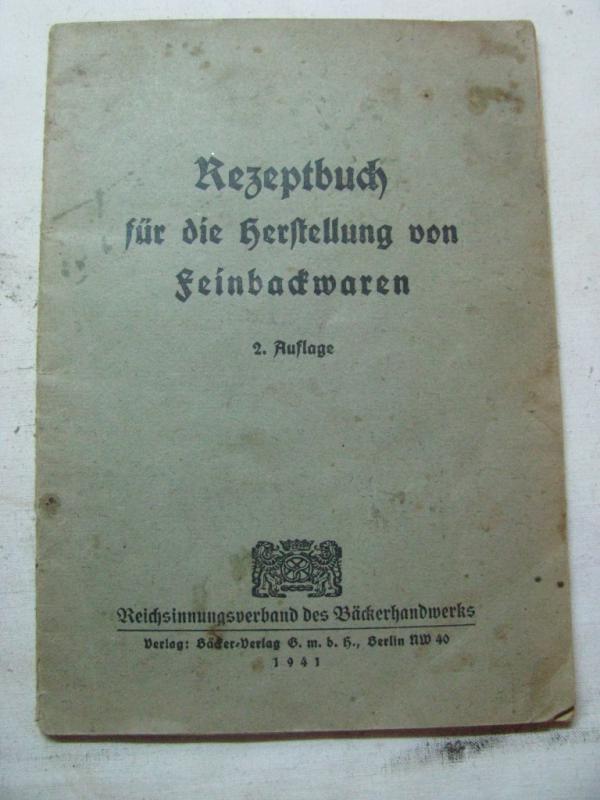 Rezeptbuch
für die Herstellung von
Feinbackwaren
2. Auflage
Reichsinnungsverband des Bäckerhandwerks
Verlag: Bäcker-Verlag G. m. b. H., Berlin NW 40
1941